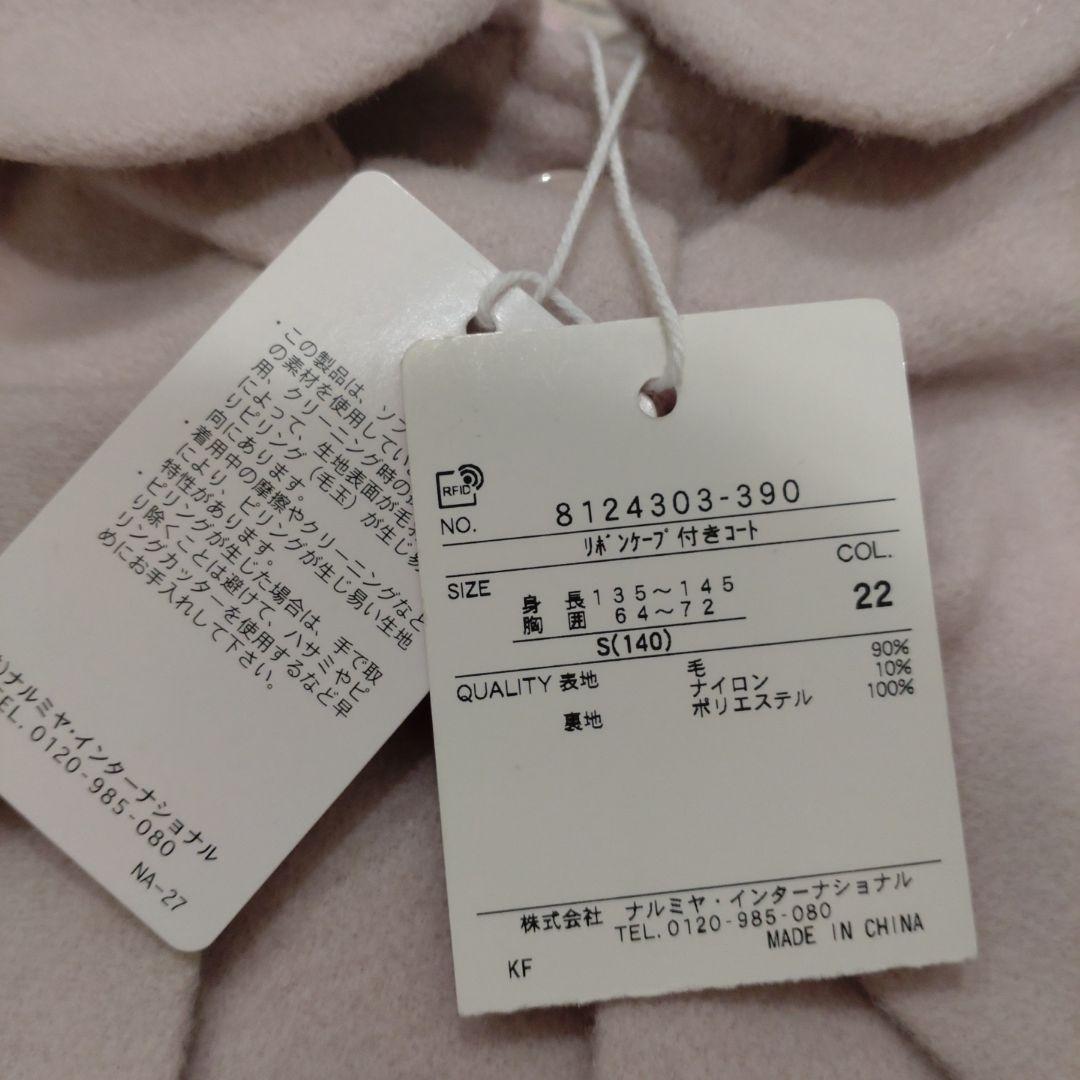 ・この製品は、ソフ
の素材を使用してい
用、クリーニング時の
によって、生地表面が毛
りピリング（毛玉）が生じ易
向にあります。
・着用中の摩擦やクリーニングなど
により、ピリングが生じ易い生地
特性があります。
・ピリングが生じた場合は、手で取
り除くことは避けて、ハサミやピ
リングカッターを使用するなど早
めにお手入れして下さい。
ナルミヤ・インターナショナル
TEL. 0120-985-080
NA-27
RFID
NO. 8124303-390
ﾘﾎﾞﾝｹｰﾌﾟ付きｺｰﾄ
COL.
SIZE 身 長 135～145
胸 囲 64～72
22
S(140)
QUALITY 表地 毛 90%
ナイロン 10%
裏地 ポリエステル 100%
株式会社 ナルミヤ・インターナショナル
TEL. 0120-985-080
MADE IN CHINA
KF